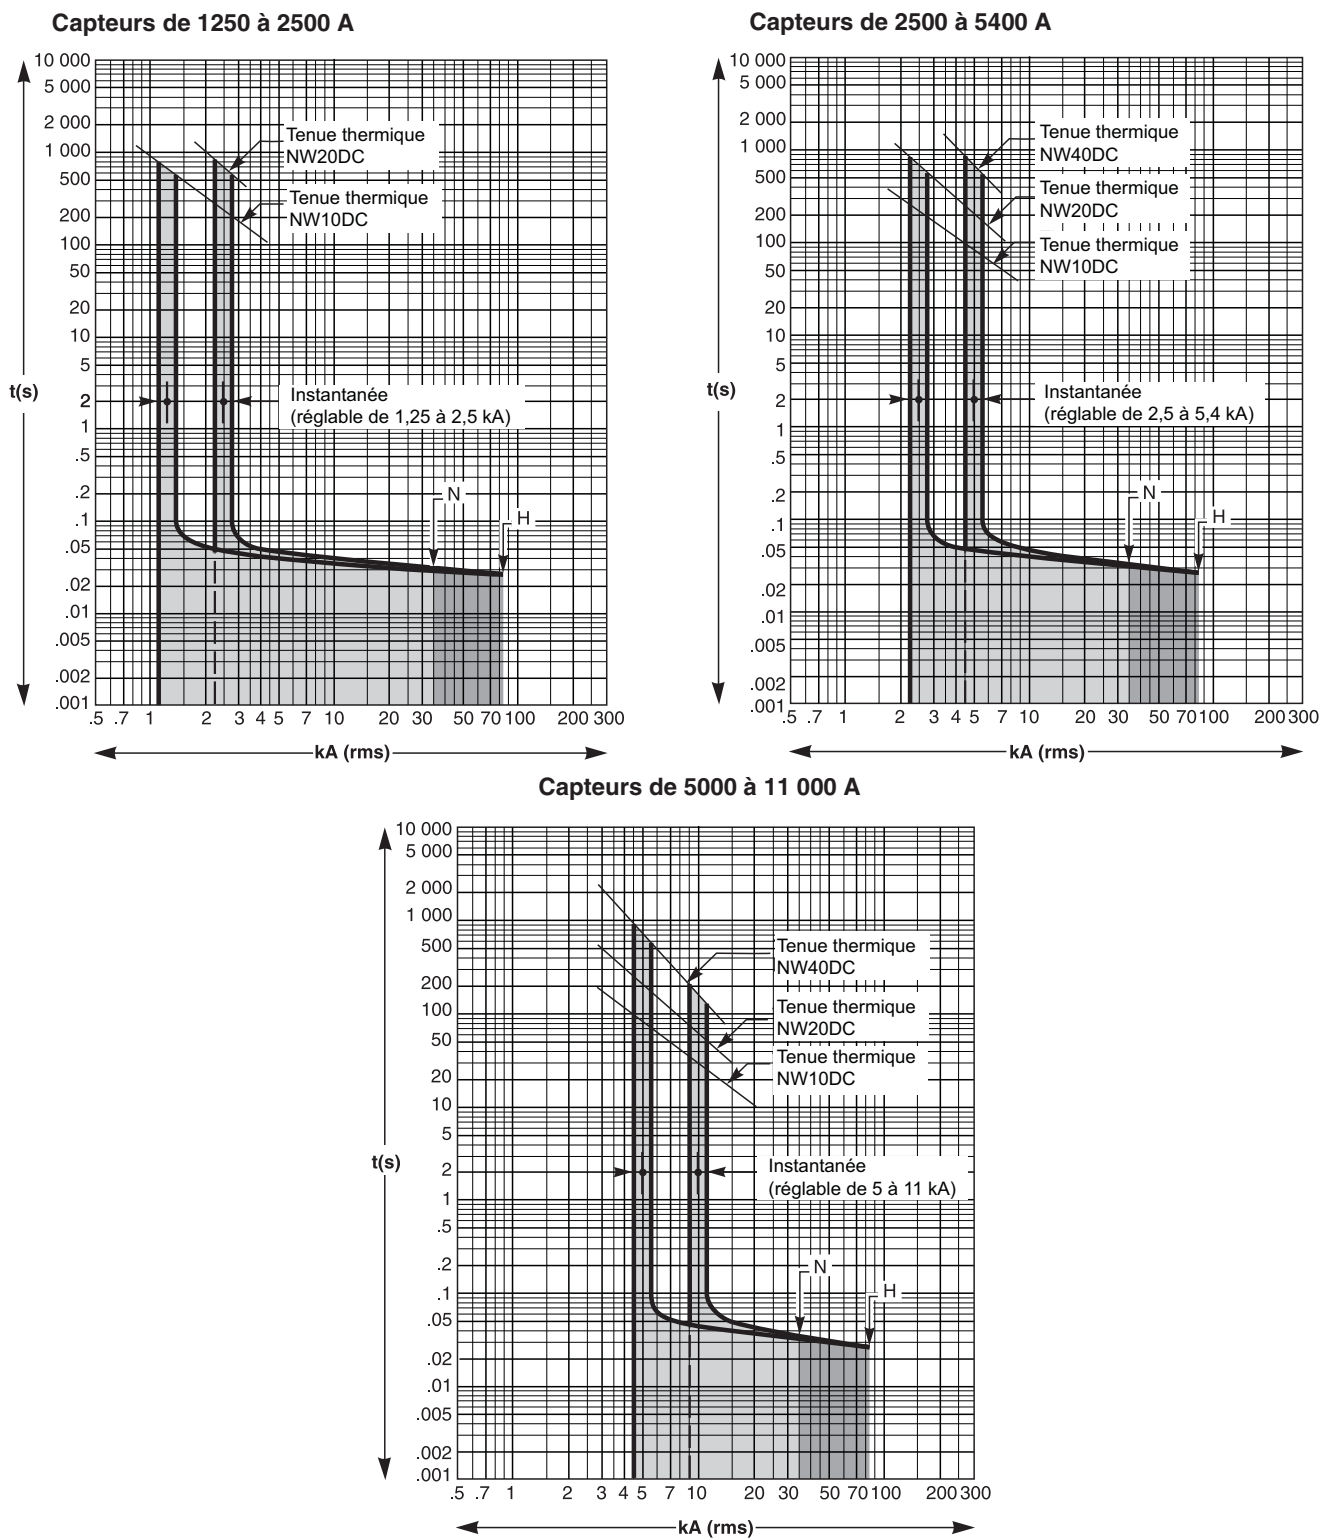 Capteurs de 1250 à 2500 A
10 000
5 000
2 000
1 000
500
200
100
50
20
10
5
2
1
.5
.2
.1
.05
.02
.01
.005
.002
.001
t(s)
Tenue thermique
NW20DC
Tenue thermique
NW10DC
Instantanée
(réglable de 1,25 à 2,5 kA)
N
H
.5 .7 1 2 3 4 5 7 10 20 30 50 70 100 200 300
kA (rms)
Capteurs de 2500 à 5400 A
10 000
5 000
2 000
1 000
500
200
100
50
20
10
5
2
1
.5
.2
.1
.05
.02
.01
.005
.002
.001
t(s)
Tenue thermique
NW40DC
Tenue thermique
NW20DC
Tenue thermique
NW10DC
Instantanée
(réglable de 2,5 à 5,4 kA)
N
H
.5 .7 1 2 3 4 5 7 10 20 30 50 70 100 200 300
kA (rms)
Capteurs de 5000 à 11 000 A
10 000
5 000
2 000
1 000
500
200
100
50
20
10
5
2
1
.5
.2
.1
.05
.02
.01
.005
.002
.001
t(s)
Tenue thermique
NW40DC
Tenue thermique
NW20DC
Tenue thermique
NW10DC
Instantanée
(réglable de 5 à 11 kA)
N
H
.5 .7 1 2 3 4 5 7 10 20 30 50 70 100 200 300
kA (rms)